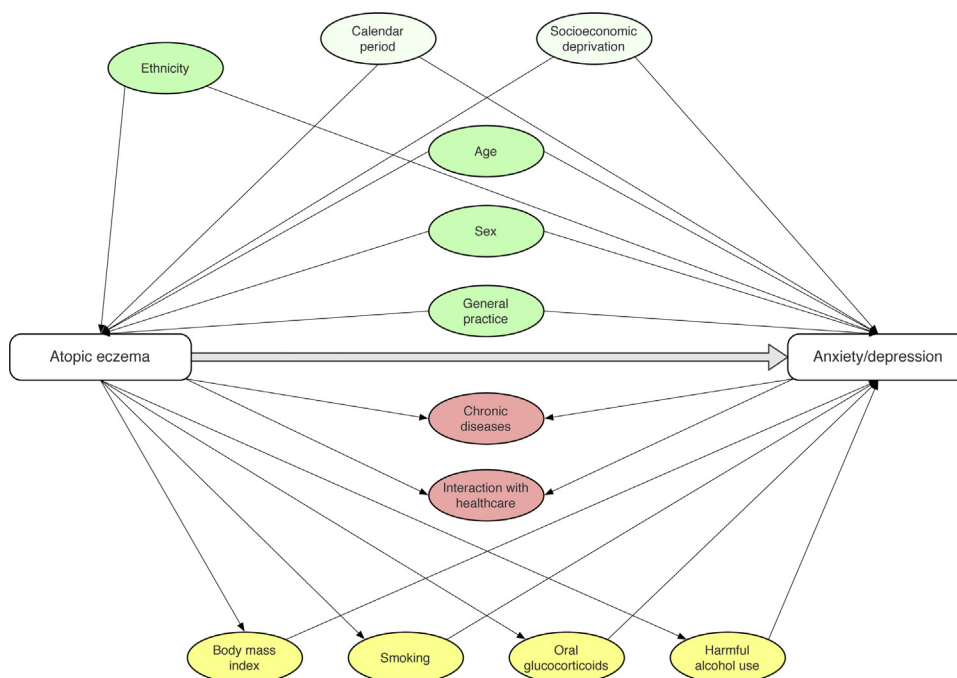 Calendar
period
Socioeconomic
deprivation
Ethnicity
Age
Sex
General
practice
Atopic eczema
Anxiety/depression
Chronic
diseases
Interaction with
healthcare
Body mass
index
Smoking
Oral
glucocorticoids
Harmful
alcohol use